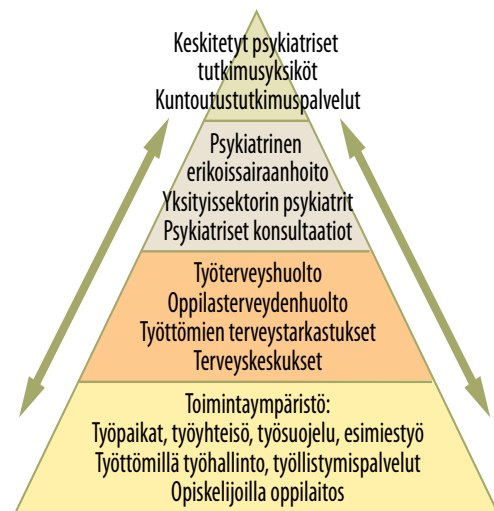 Keskitetyt psykiatriset
tutkimusyksiköt
Kuntoutustutkimuspalvelut
Psykiatrinen
erikoissairaanhoito
Yksityissektorin psykiatrit
Psykiatriset konsultaatiot
Työterveyshuolto
Oppilasterveydenhuolto
Työttömien terveystarkastukset
Terveyskeskukset
Toimintaympäristö:
Työpaikat, työyhteisö, työsuojelu, esimiestyö
Työttömillä työhallinto, työllistymispalvelut
Opiskelijoilla oppilaitos